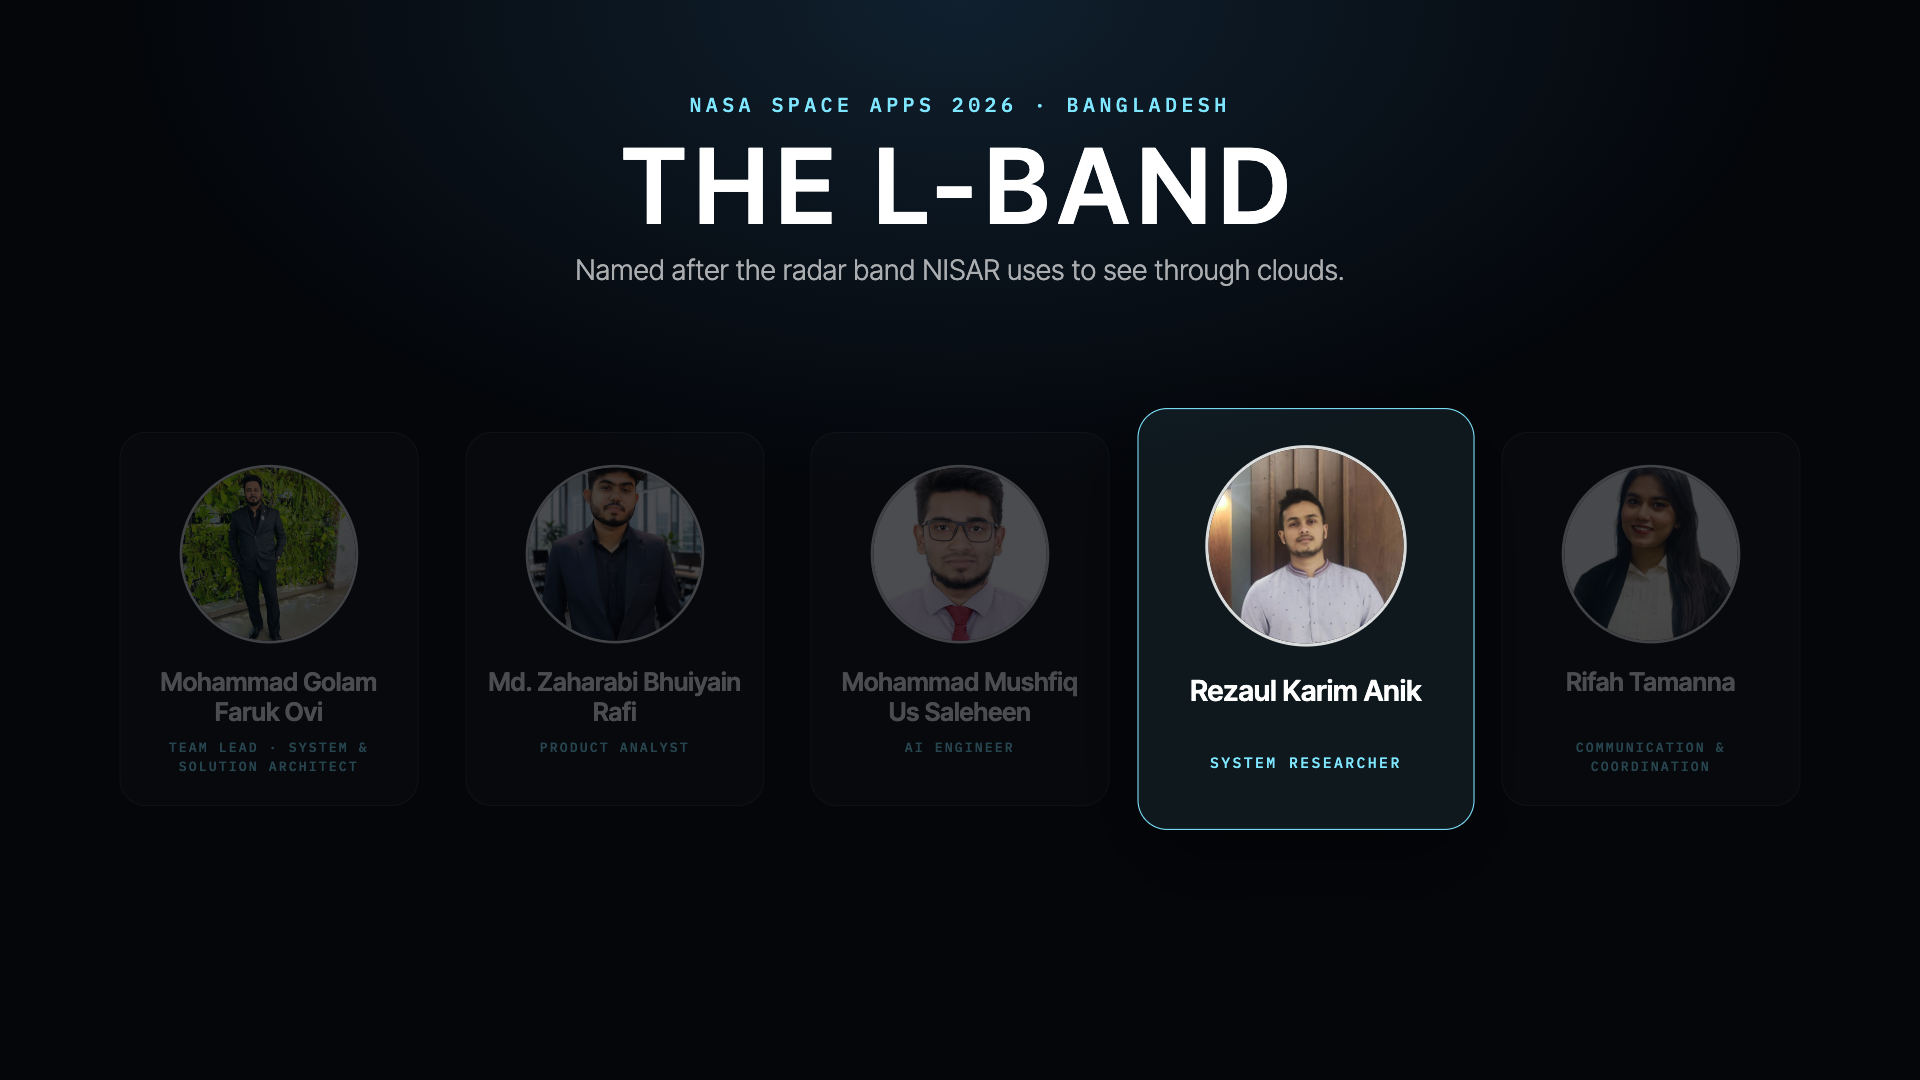 NASA SPACE APPS 2026 · BANGLADESH
THE L-BAND
Named after the radar band NISAR uses to see through clouds.
Mohammad Golam
Faruk Ovi
TEAM LEAD · SYSTEM &
SOLUTION ARCHITECT
Md. Zaharabi Bhuiyain
Rafi
PRODUCT ANALYST
Mohammad Mushfiq
Us Saleheen
AI ENGINEER
Rezaul Karim Anik
SYSTEM RESEARCHER
Rifah Tamanna
COMMUNICATION &
COORDINATION